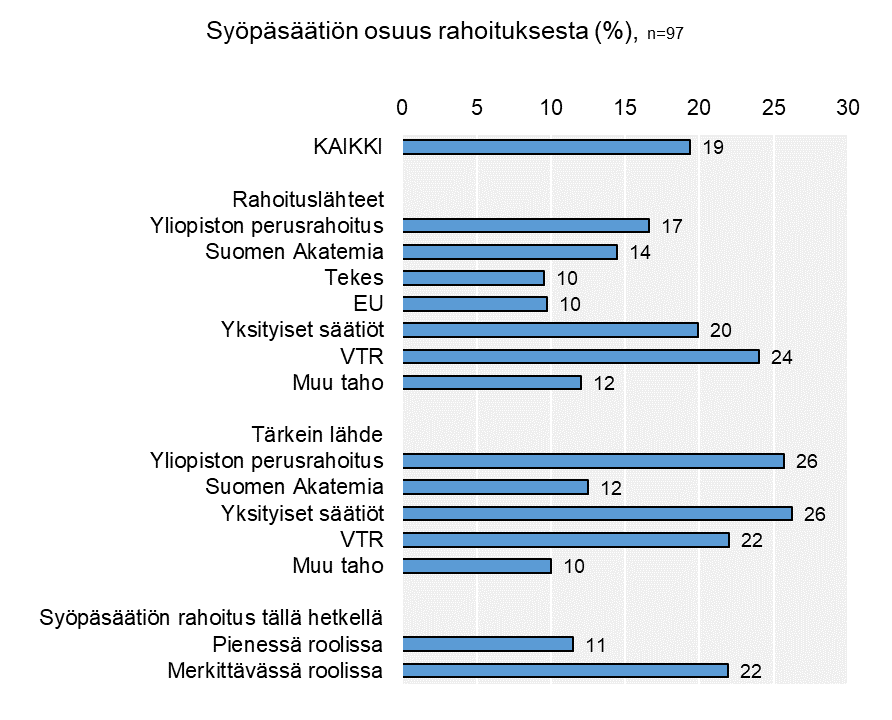 Syöpäsäätiön osuus rahoituksesta (%), n=97
0 5 10 15 20 25 30
KAIKKI 19
Rahoituslähteet
Yliopiston perusrahoitus 17
Suomen Akatemia 14
Tekes 10
EU 10
Yksityiset säätiöt 20
VTR 24
Muu taho 12
Tärkein lähde
Yliopiston perusrahoitus 26
Suomen Akatemia 12
Yksityiset säätiöt 26
VTR 22
Muu taho 10
Syöpäsäätiön rahoitus tällä hetkellä
Pienessä roolissa 11
Merkittävässä roolissa 22